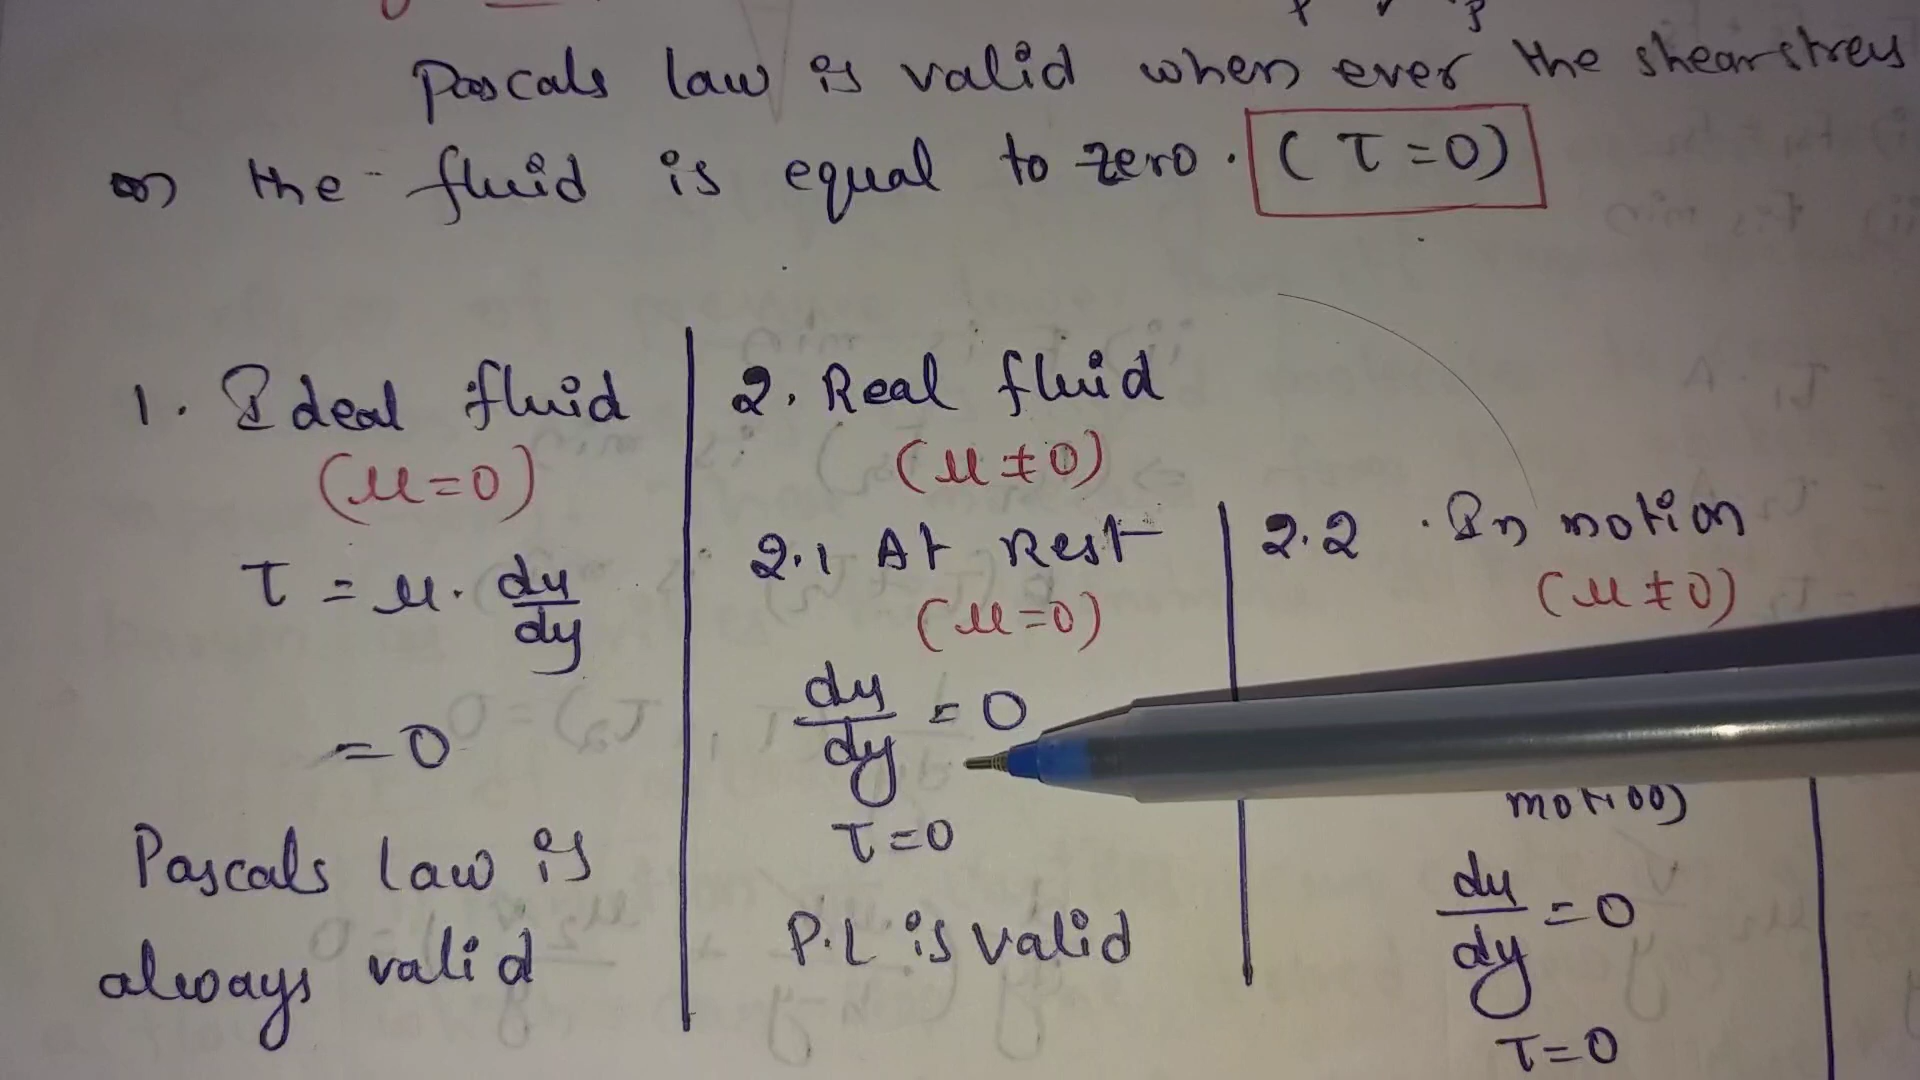 Pascals law is valid when ever the shear stress
on the fluid is equal to zero. (τ=0)
1. Ideal fluid
(μ=0)
τ = μ. du/dy
=0
Pascals law is
always valid
2. Real fluid
(μ≠0)
2.1 At Rest
(μ=0)
du/dy = 0
τ=0
P.L is valid
2.2 . In motion
(μ≠0)
motion)
du/dy =0
τ=0